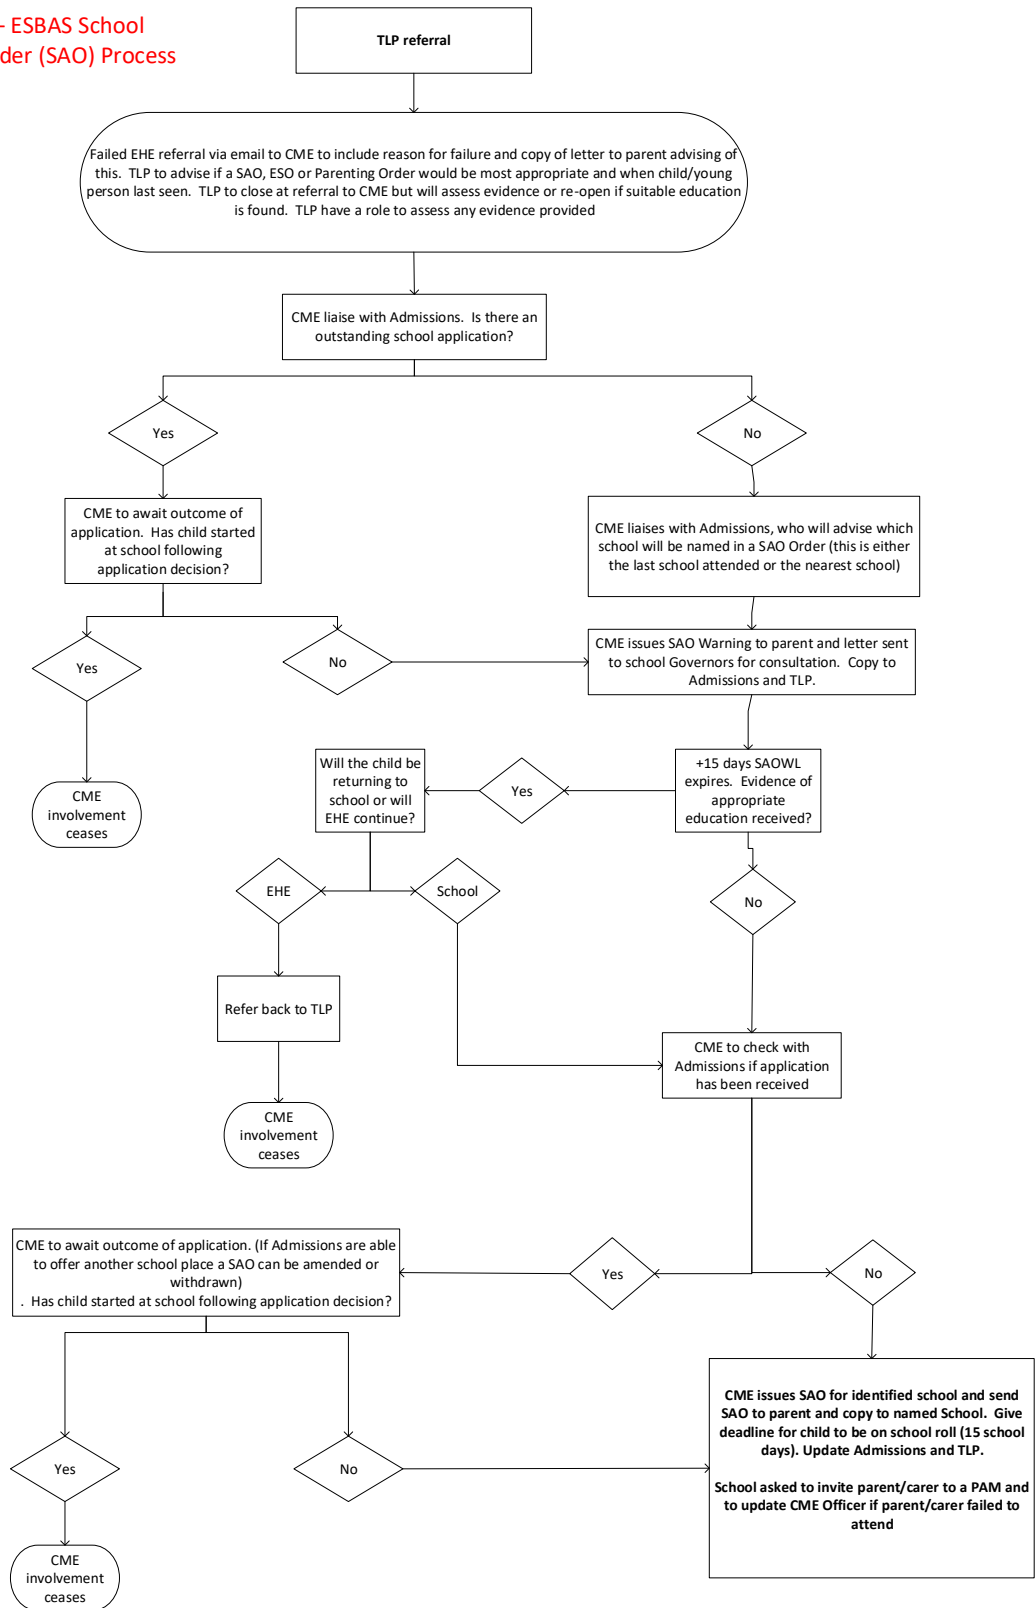 - ESBAS School
der (SAO) Process
TLP referral
Failed EHE referral via email to CME to include reason for failure and copy of letter to parent advising of
this.  TLP to advise if a SAO, ESO or Parenting Order would be most appropriate and when child/young
person last seen.  TLP to close at referral to CME but will assess evidence or re-open if suitable education
is found.  TLP have a role to assess any evidence provided
CME liaise with Admissions.  Is there an
outstanding school application?
Yes
No
CME to await outcome of
application.  Has child started
at school following
application decision?
CME liaises with Admissions, who will advise which
school will be named in a SAO Order (this is either
the last school attended or the nearest school)
Yes
No
CME issues SAO Warning to parent and letter sent
to school Governors for consultation.  Copy to
Admissions and TLP.
CME
involvement
ceases
Will the child be
returning to
school or will
EHE continue?
Yes
+15 days SAOWL
expires.  Evidence of
appropriate
education received?
EHE
School
No
Refer back to TLP
CME to check with
Admissions if application
has been received
CME
involvement
ceases
CME to await outcome of application. (If Admissions are able
to offer another school place a SAO can be amended or
withdrawn)
.  Has child started at school following application decision?
Yes
No
CME issues SAO for identified school and send
SAO to parent and copy to named School.  Give
deadline for child to be on school roll (15 school
days). Update Admissions and TLP.
School asked to invite parent/carer to a PAM and
to update CME Officer if parent/carer failed to
attend
Yes
No
CME
involvement
ceases